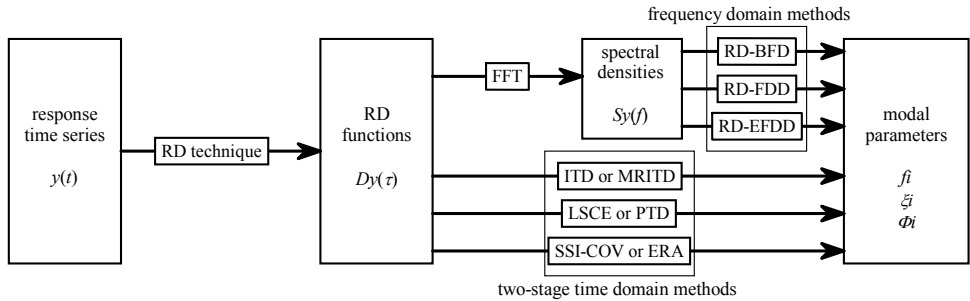 frequency domain methods
response
time series
y(t)
RD technique
RD
functions
Dy(τ)
FFT
spectral
densities
Sy(f)
RD-BFD
RD-FDD
RD-EFDD
ITD or MRITD
LSCE or PTD
SSI-COV or ERA
two-stage time domain methods
modal
parameters
fi
ξi
Φi